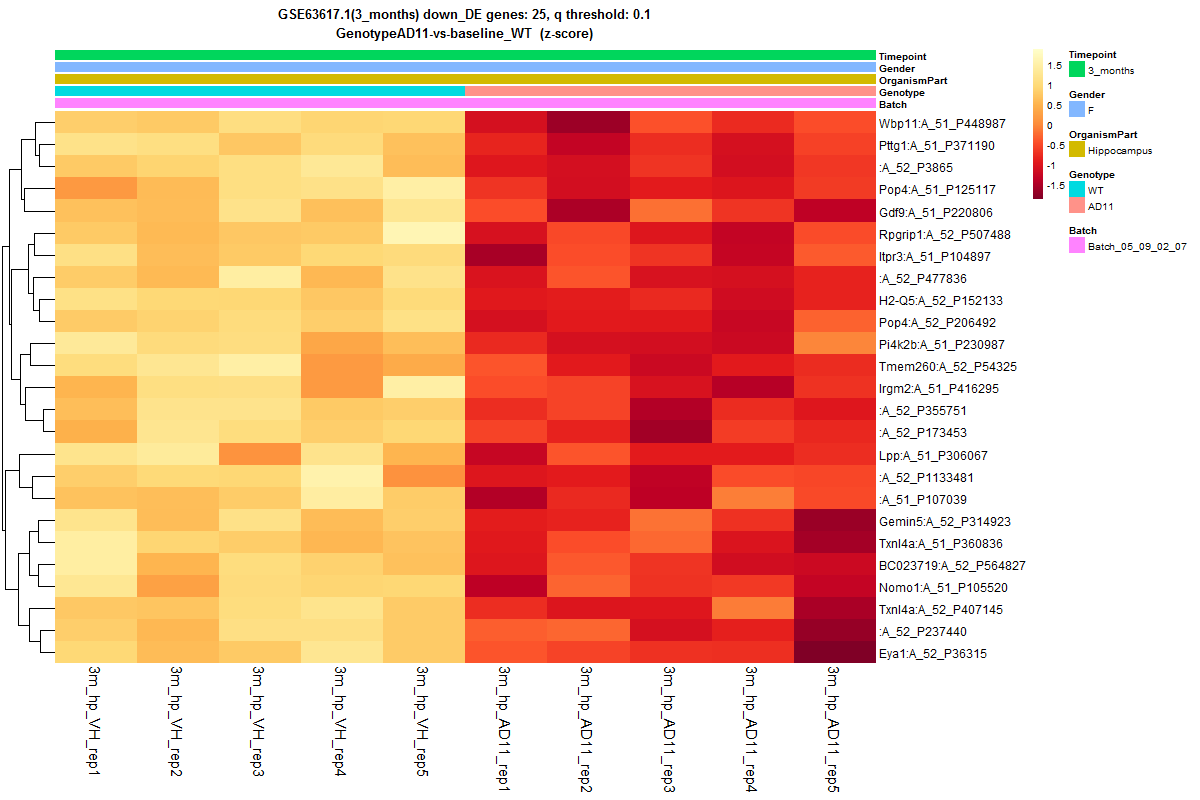 GSE63617.1(3_months) down_DE genes: 25, q threshold: 0.1
GenotypeAD11-vs-baseline_WT (z-score)
Timepoint
Gender
OrganismPart
Genotype
Batch
Wbp11:A_51_P448987
Pttg1:A_51_P371190
:A_52_P3865
Pop4:A_51_P125117
Gdf9:A_51_P220806
Rpgrip1:A_52_P507488
Itpr3:A_51_P104897
:A_52_P477836
H2-Q5:A_52_P152133
Pop4:A_52_P206492
Pi4k2b:A_51_P230987
Tmem260:A_52_P54325
Irgm2:A_51_P416295
:A_52_P355751
:A_52_P173453
Lpp:A_51_P306067
:A_52_P1133481
:A_51_P107039
Gemin5:A_52_P314923
Txnl4a:A_51_P360836
BC023719:A_52_P564827
Nomo1:A_51_P105520
Txnl4a:A_52_P407145
:A_52_P237440
Eya1:A_52_P36315
3m_hp_VH_rep1
3m_hp_VH_rep2
3m_hp_VH_rep3
3m_hp_VH_rep4
3m_hp_VH_rep5
3m_hp_AD11_rep1
3m_hp_AD11_rep2
3m_hp_AD11_rep3
3m_hp_AD11_rep4
3m_hp_AD11_rep5
1.5
1
0.5
0
-0.5
-1
-1.5
Timepoint
3_months
Gender
F
OrganismPart
Hippocampus
Genotype
WT
AD11
Batch
Batch_05_09_02_07